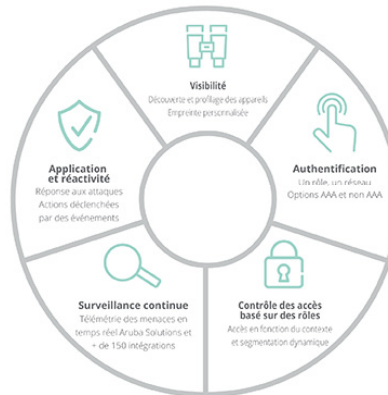 Visibilité
Découverte et profilage des appareils
Empreinte personnalisée
Authentification
Un rôle, un réseau
Options AAA et non AAA
Contrôle des accès
basé sur des rôles
Accès en fonction du contexte
et segmentation dynamique
Surveillance continue
Télémétrie des menaces en
temps réel Aruba Solutions et
+ de 150 intégrations
Application
et réactivité
Réponse aux attaques
Actions déclenchées
par des événements